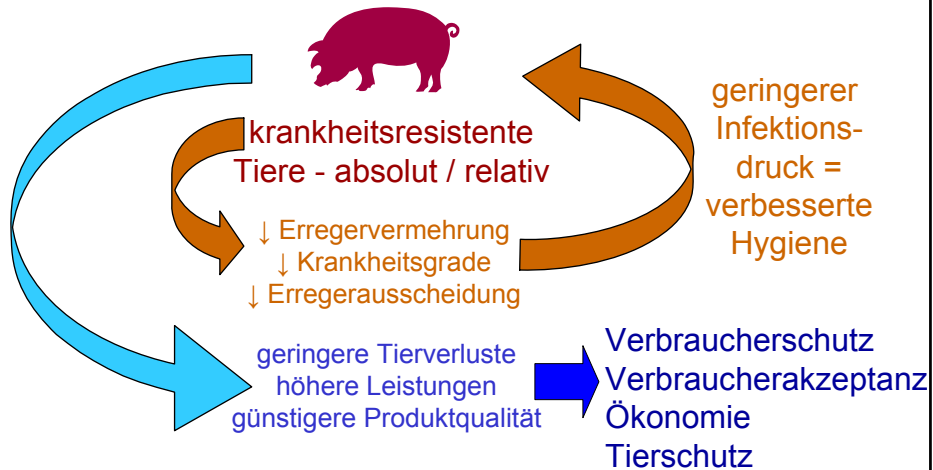 krankheitsresistente
Tiere - absolut / relativ
↓ Erregervermehrung
↓ Krankheitsgrade
↓ Erregerausscheidung
geringerer
Infektions-
druck =
verbesserte
Hygiene
geringere Tierverluste
höhere Leistungen
günstigere Produktqualität
Verbraucherschutz
Verbraucherakzeptanz
Ökonomie
Tierschutz